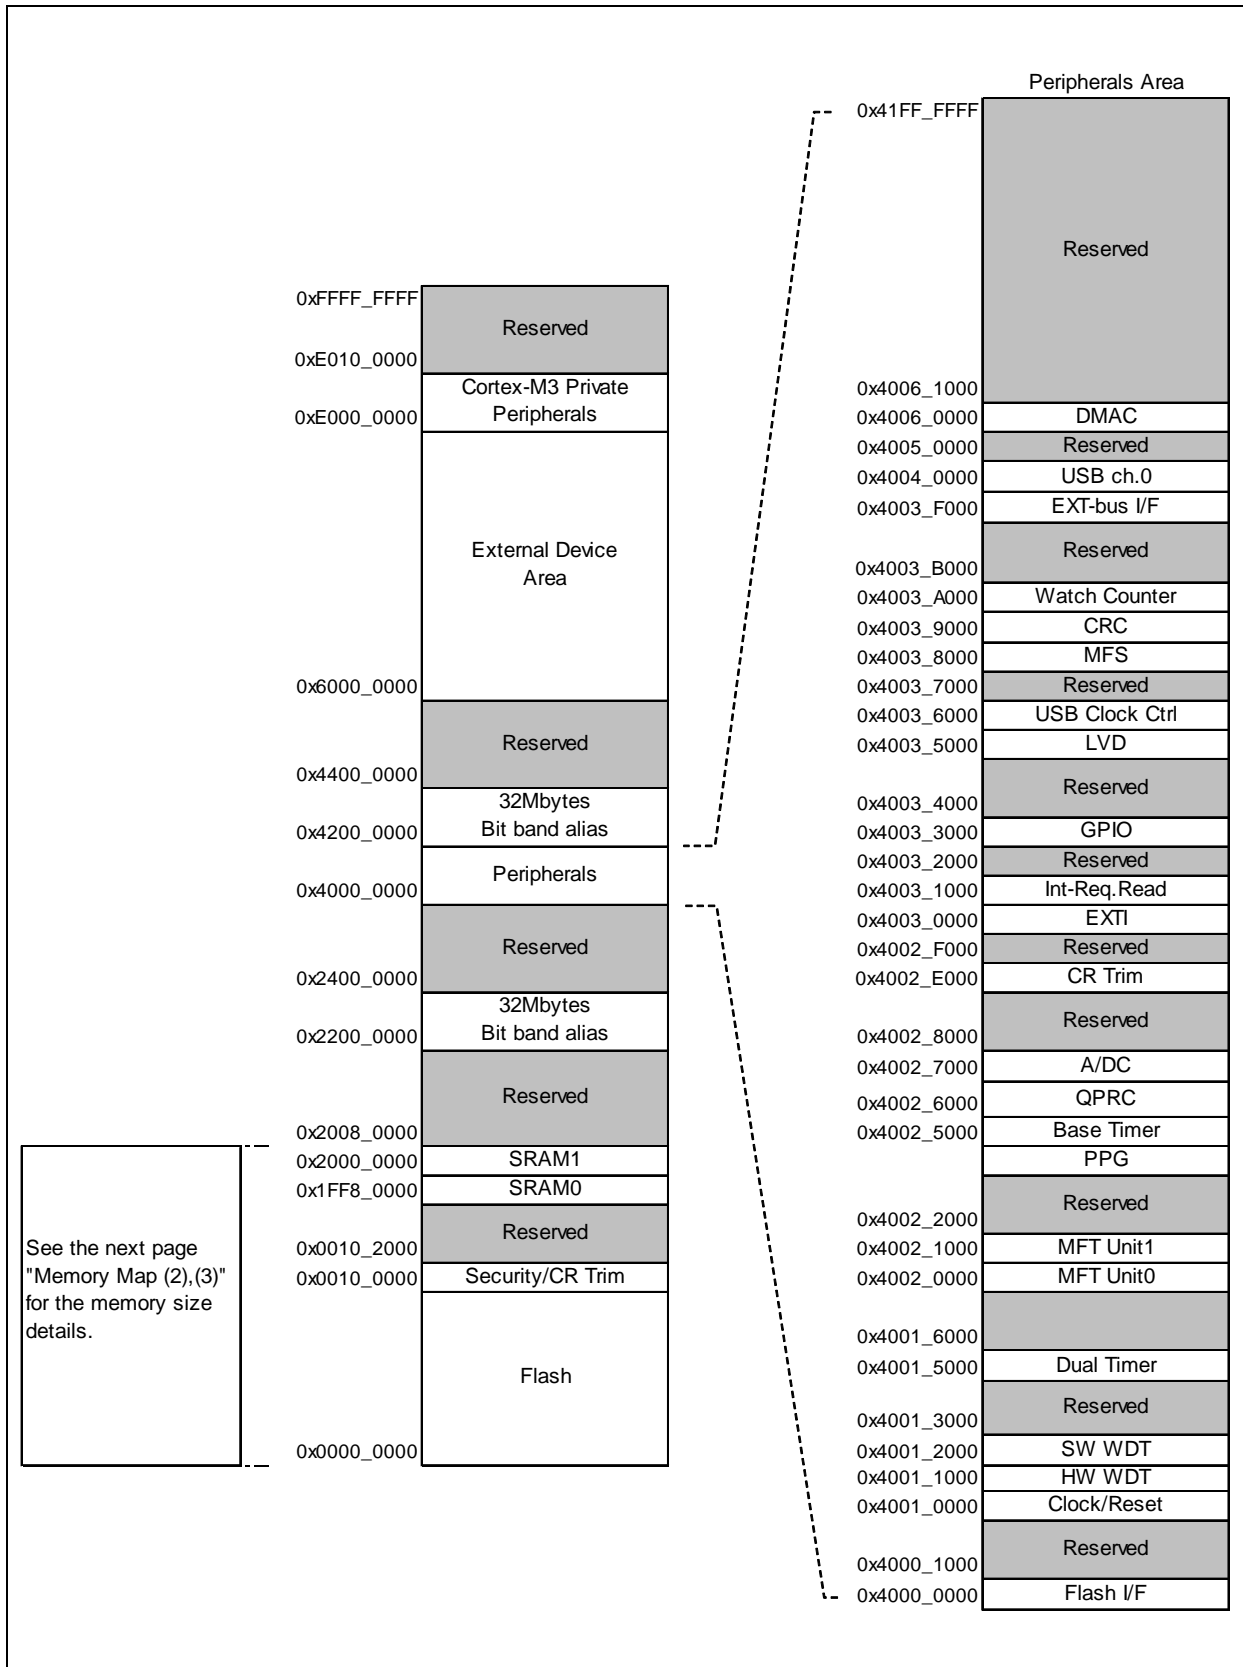 Peripherals Area
0x41FF_FFFF
Reserved
0x4006_1000
0x4006_0000 DMAC
0x4005_0000 Reserved
0x4004_0000 USB ch.0
0x4003_F000 EXT-bus I/F
Reserved
0x4003_B000
0x4003_A000 Watch Counter
0x4003_9000 CRC
0x4003_8000 MFS
0x4003_7000 Reserved
0x4003_6000 USB Clock Ctrl
0x4003_5000 LVD
Reserved
0x4003_4000
0x4003_3000 GPIO
0x4003_2000 Reserved
0x4003_1000 Int-Req.Read
0x4003_0000 EXTI
0x4002_F000 Reserved
0x4002_E000 CR Trim
Reserved
0x4002_8000
0x4002_7000 A/DC
0x4002_6000 QPRC
0x4002_5000 Base Timer
PPG
Reserved
0x4002_2000
0x4002_1000 MFT Unit1
0x4002_0000 MFT Unit0
0x4001_6000
0x4001_5000 Dual Timer
Reserved
0x4001_3000
0x4001_2000 SW WDT
0x4001_1000 HW WDT
0x4001_0000 Clock/Reset
Reserved
0x4000_1000
0x4000_0000 Flash I/F
0xFFFF_FFFF
Reserved
0xE010_0000
Cortex-M3 Private
0xE000_0000 Peripherals
External Device
Area
0x6000_0000
Reserved
0x4400_0000
32Mbytes
0x4200_0000 Bit band alias
Peripherals
0x4000_0000
Reserved
0x2400_0000
32Mbytes
0x2200_0000 Bit band alias
Reserved
0x2008_0000
0x2000_0000 SRAM1
0x1FF8_0000 SRAM0
Reserved
0x0010_2000
0x0010_0000 Security/CR Trim
Flash
0x0000_0000
See the next page
"Memory Map (2),(3)"
for the memory size
details.